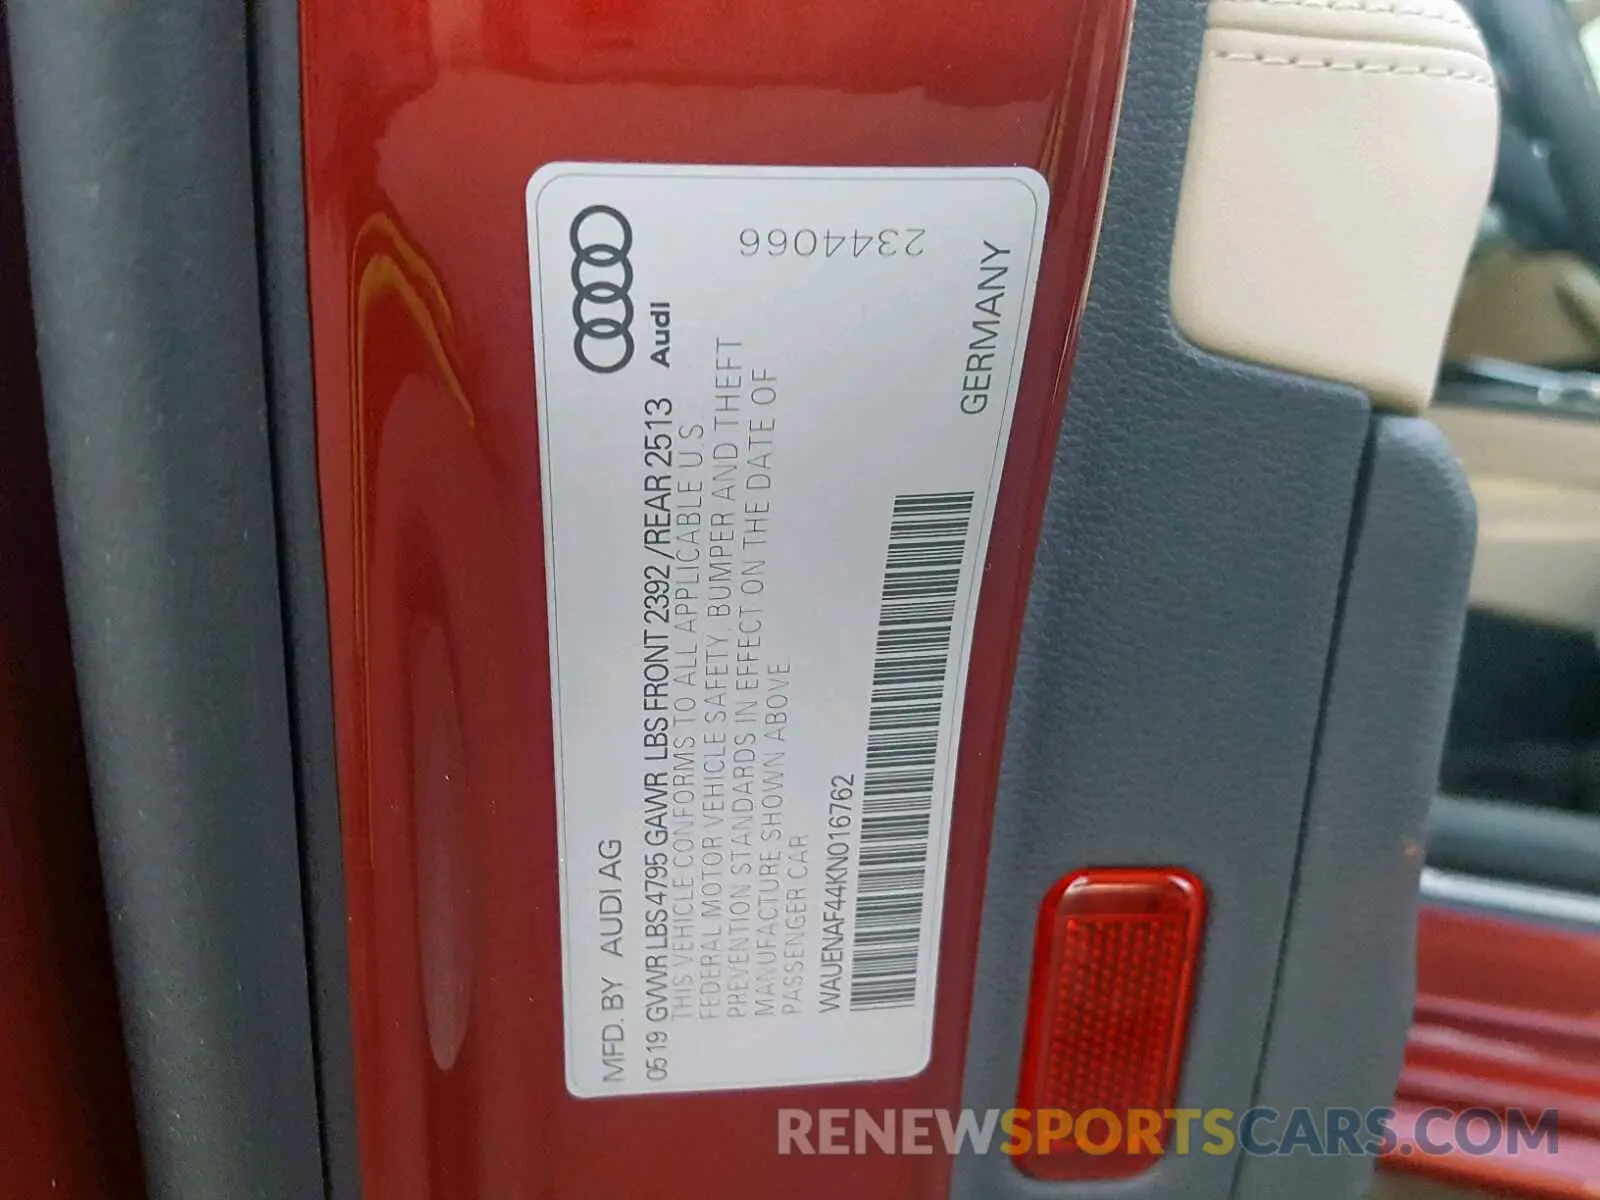 MFD. BY AUDI AG
0519 GVWR LBS 4795 GAWR LBS FRONT 2392 /REAR 2513
Audi
THIS VEHICLE CONFORMS TO ALL APPLICABLE U.S
FEDERAL MOTOR VEHICLE SAFETY, BUMPER AND THEFT
PREVENTION STANDARDS IN EFFECT ON THE DATE OF
MANUFACTURE SHOWN ABOVE
PASSENGER CAR
2344066
WAUENAF44KN016762
GERMANY
RENEWSPORTSCARS.COM